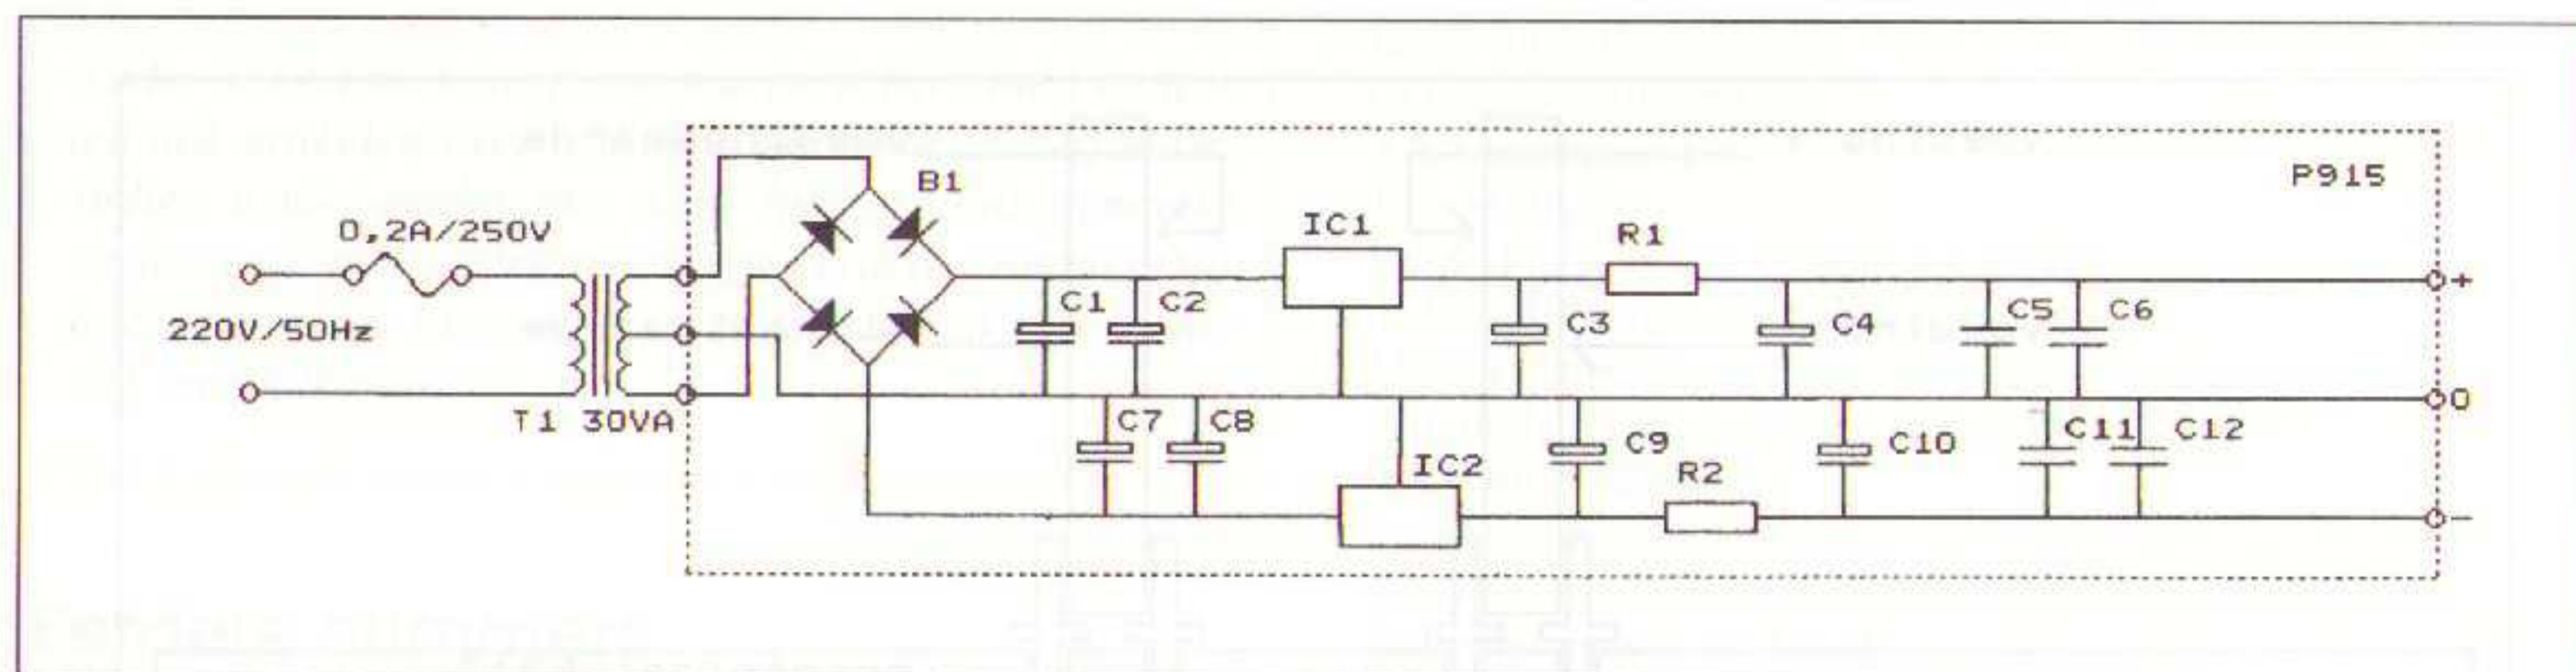 P915
B1
0,2A/250V
IC1
R1
C1
C2
C3
C4
C5
C6
+
220V/50Hz
T1 30VA
0
C7
C8
C9
C10
C11
C12
IC2
R2
-